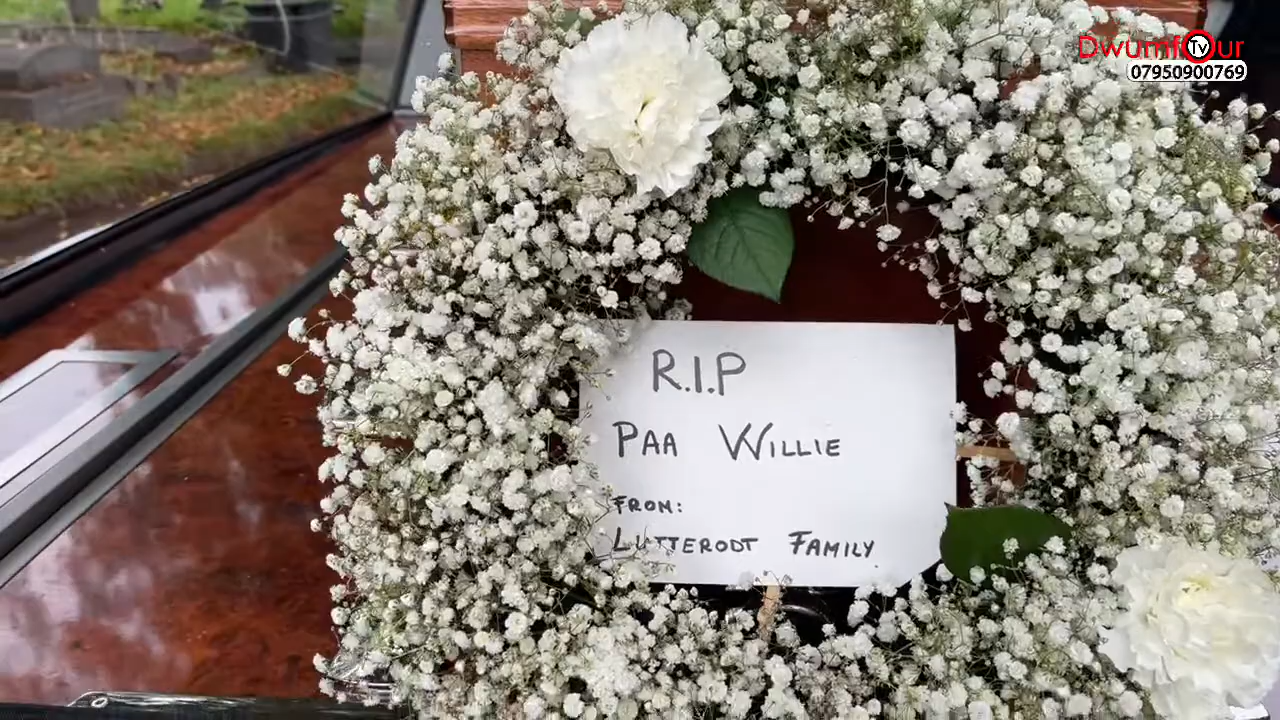 DwumfOur
Tv
07950900769
R.I.P
PAA WILLIE
FROM:
LUTTERODT FAMILY.